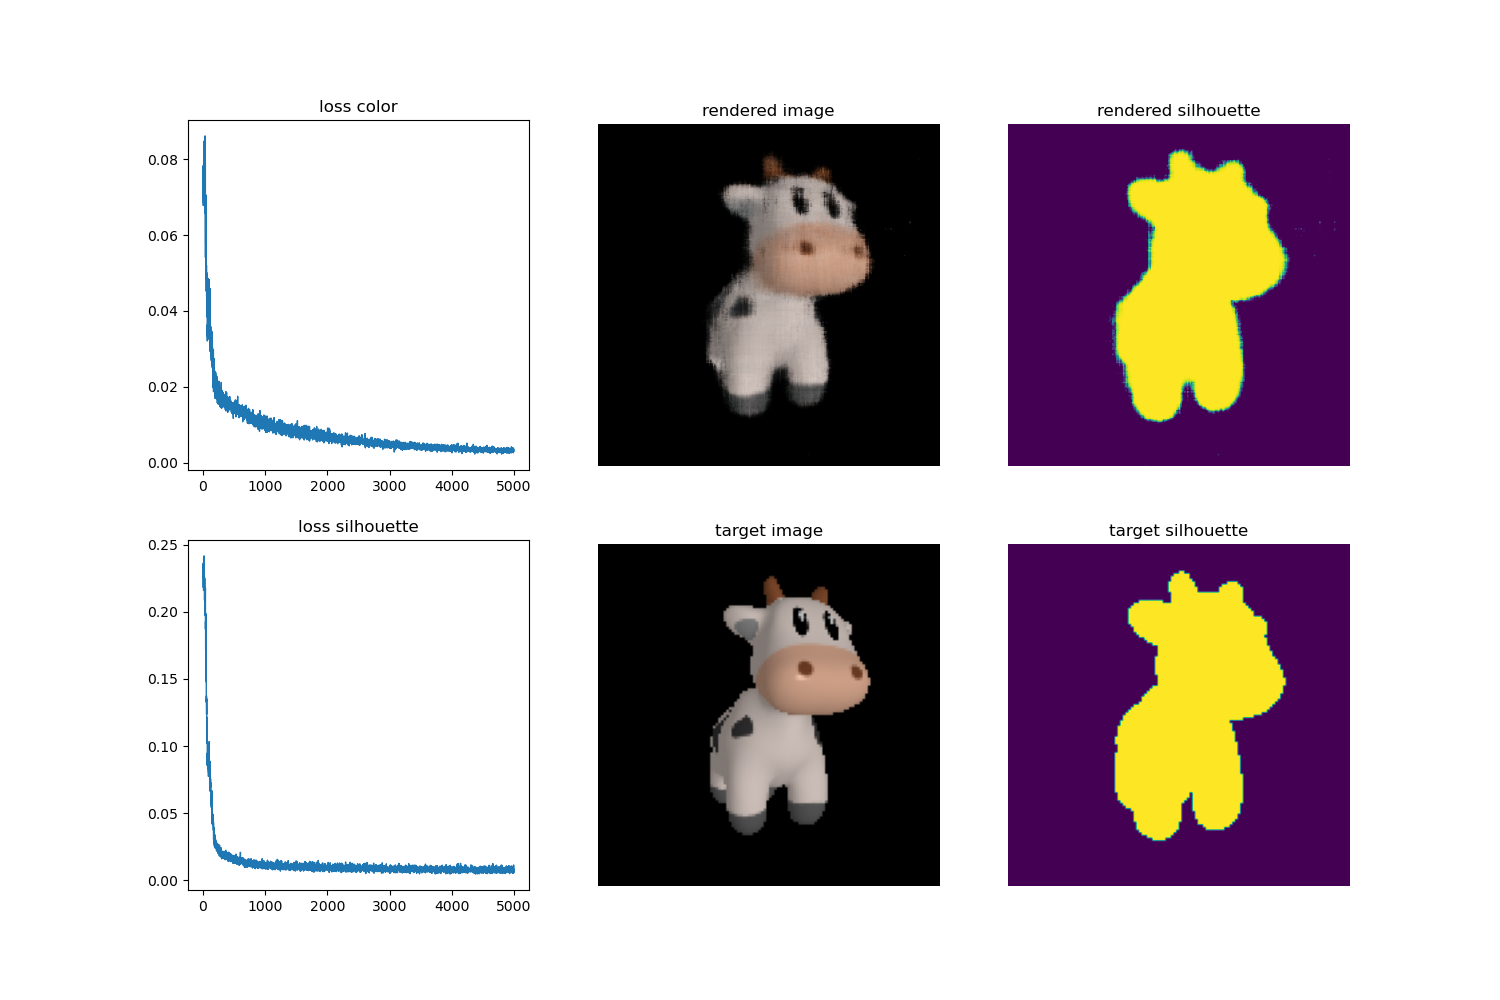 loss color
0.08
0.06
0.04
0.02
0.00
0 1000 2000 3000 4000 5000
rendered image
rendered silhouette
loss silhouette
0.25
0.20
0.15
0.10
0.05
0.00
0 1000 2000 3000 4000 5000
target image
target silhouette